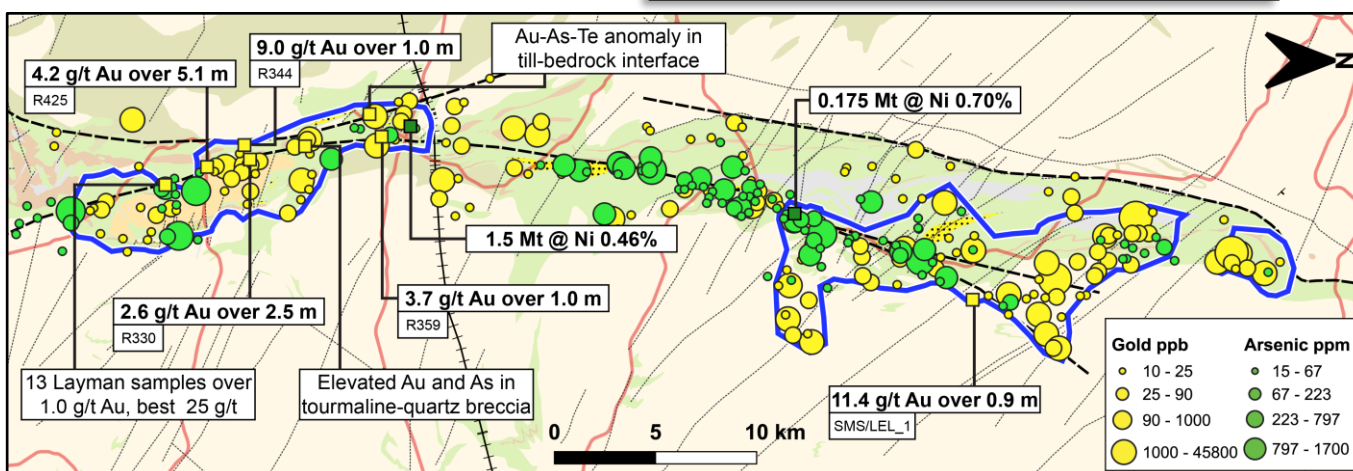 9.0 g/t Au over 1.0 m
R344
Au-As-Te anomaly in
till-bedrock interface
4.2 g/t Au over 5.1 m
R425
N
0.175 Mt @ Ni 0.70%
1.5 Mt @ Ni 0.46%
3.7 g/t Au over 1.0 m
R359
2.6 g/t Au over 2.5 m
R330
13 Layman samples over
1.0 g/t Au, best 25 g/t
Elevated Au and As in
tourmaline-quartz breccia
11.4 g/t Au over 0.9 m
SMS/LEL_1
0 5 10 km
Gold ppb Arsenic ppm
10 - 25 15 - 67
25 - 90 67 - 223
90 - 1000 223 - 797
1000 - 45800 797 - 1700